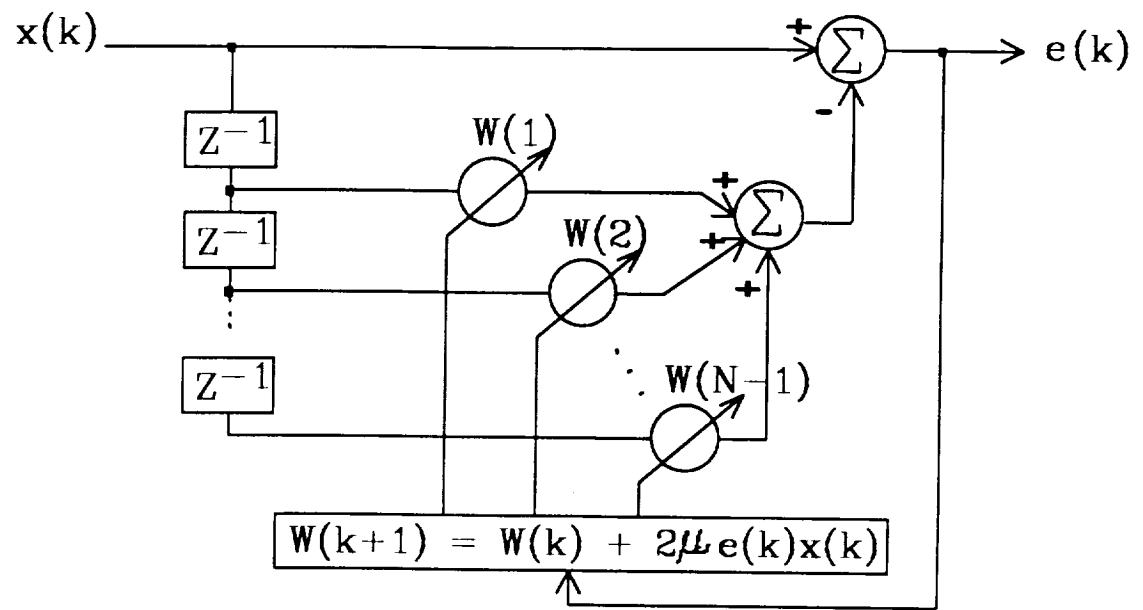 x(k)
+
Σ
e(k)
-
Z⁻¹
W(1)
+
Z⁻¹
W(2)
+
Σ
+
Z⁻¹
W(N-1)
W(k+1) = W(k) + 2μe(k)x(k)